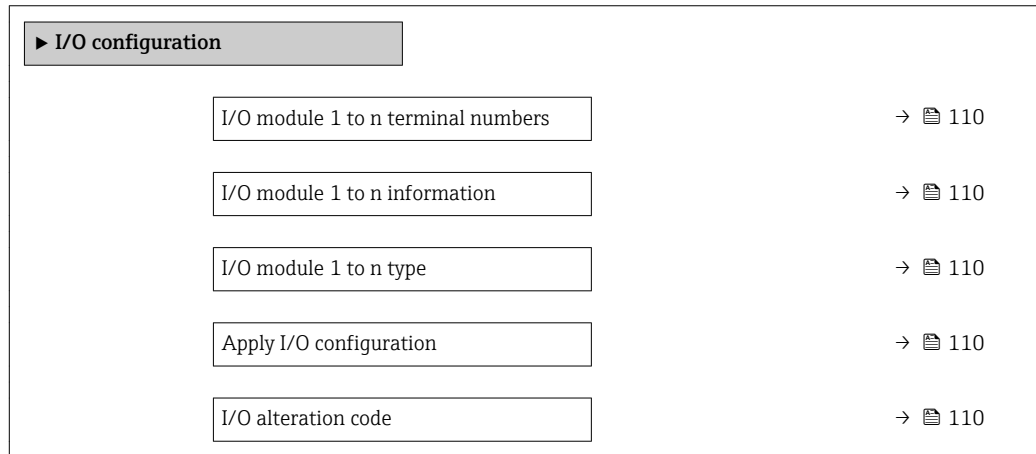 ► I/O configuration
I/O module 1 to n terminal numbers → 110
I/O module 1 to n information → 110
I/O module 1 to n type → 110
Apply I/O configuration → 110
I/O alteration code → 110